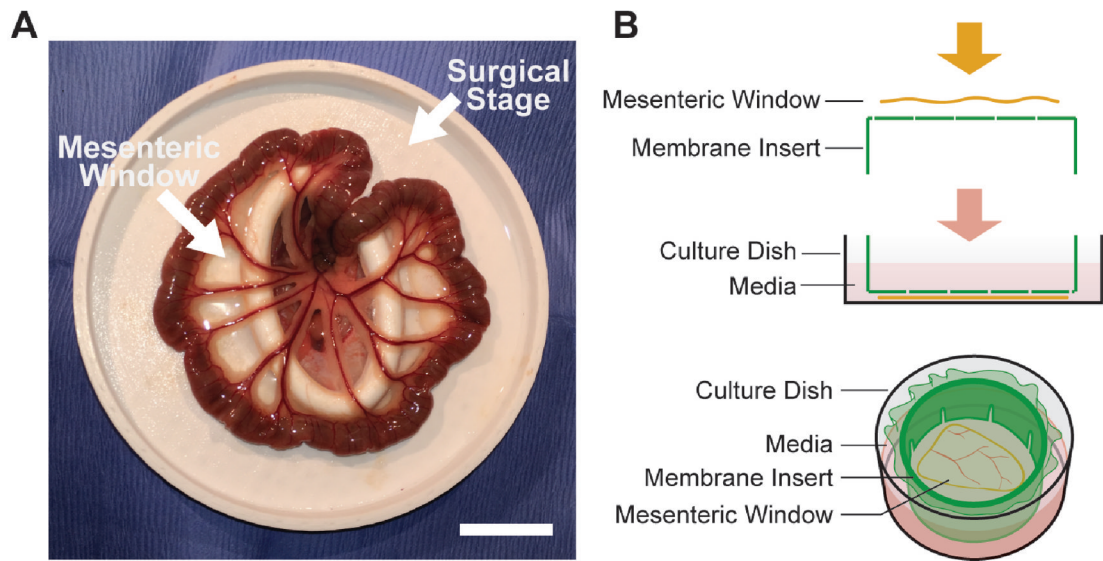 A
Surgical
Stage
Mesenteric
Window
B
Mesenteric Window
Membrane Insert
Culture Dish
Media
Culture Dish
Media
Membrane Insert
Mesenteric Window